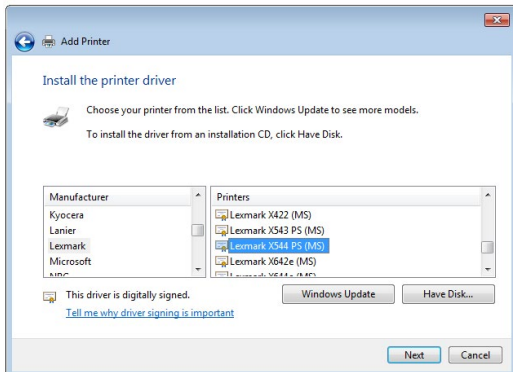 Add Printer
Install the printer driver
Choose your printer from the list. Click Windows Update to see more models.
To install the driver from an installation CD, click Have Disk.
Manufacturer
Kyocera
Lanier
Lexmark
Microsoft
Printers
Lexmark X422 (MS)
Lexmark X543 PS (MS)
Lexmark X544 PS (MS)
Lexmark X642e (MS)
This driver is digitally signed.
Tell me why driver signing is important
Windows Update
Have Disk...
Next
Cancel